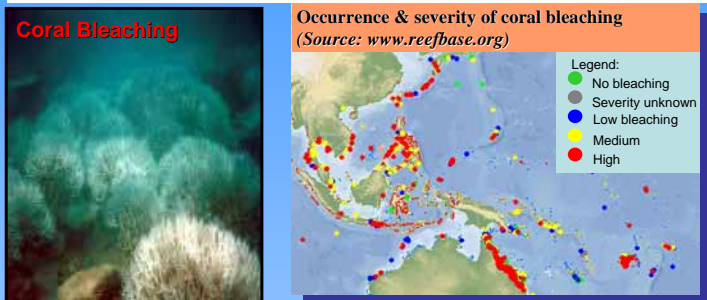 Coral Bleaching
Occurrence & severity of coral bleaching
(Source: www.reefbase.org)
Legend:
No bleaching
Severity unknown
Low bleaching
Medium
High